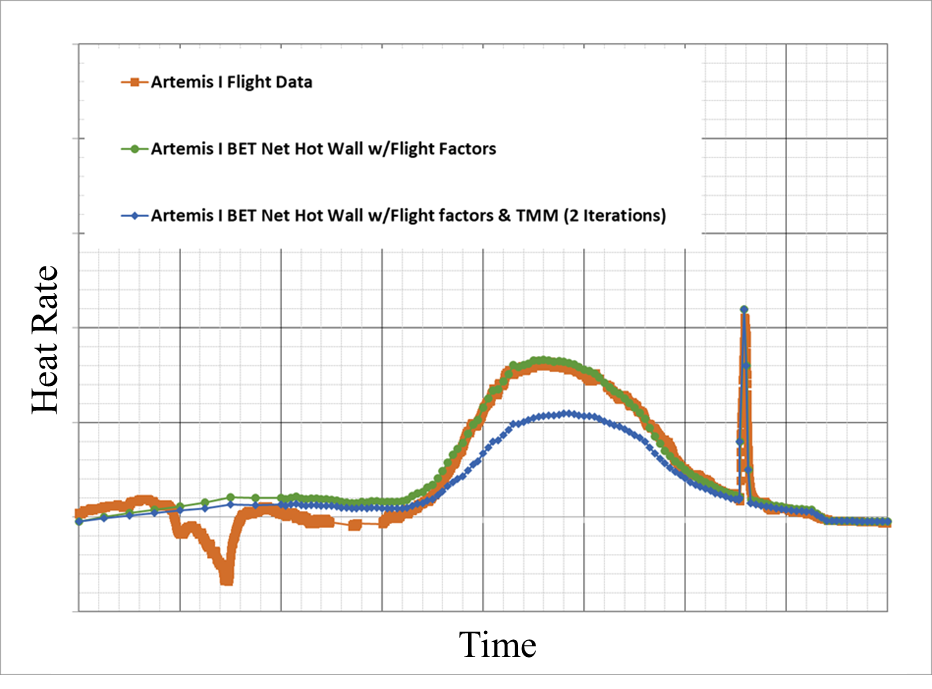 Artemis I Flight Data
Artemis I BET Net Hot Wall w/Flight Factors
Artemis I BET Net Hot Wall w/Flight factors & TMM (2 Iterations)
Heat Rate
Time